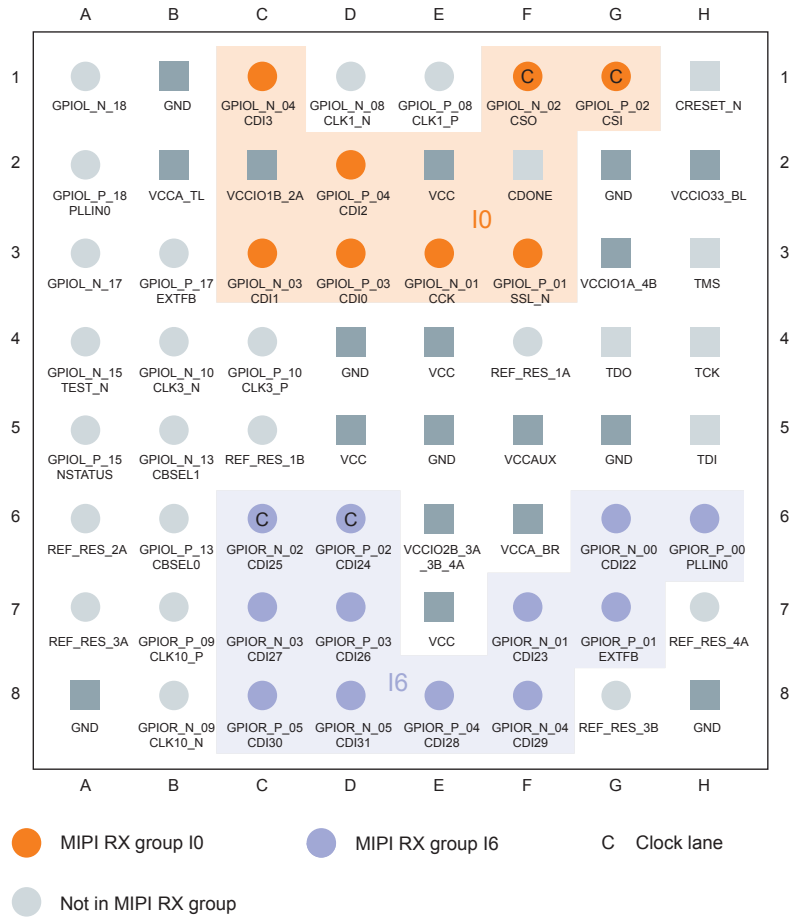 A B C D E F G H
1 C C 1
GPIOL_N_18 GND GPIOL_N_04 GPIOL_N_08 GPIOL_P_08 GPIOL_N_02 GPIOL_P_02 CRESET_N
CDI3 CLK1_N CLK1_P CSO CSI
2 2
GPIOL_P_18 VCCA_TL VCCIO1B_2A GPIOL_P_04 VCC CDONE GND VCCIO33_BL
PLLIN0 CDI2
I0
3 3
GPIOL_N_17 GPIOL_P_17 GPIOL_N_03 GPIOL_P_03 GPIOL_N_01 GPIOL_P_01 VCCIO1A_4B TMS
EXTFB CDI1 CDI0 CCK SSL_N
4 4
GPIOL_N_15 GPIOL_N_10 GPIOL_P_10 GND VCC REF_RES_1A TDO TCK
TEST_N CLK3_N CLK3_P
5 5
GPIOL_P_15 GPIOL_N_13 REF_RES_1B VCC GND VCCAUX GND TDI
NSTATUS CBSEL1
6 C C 6
REF_RES_2A GPIOL_P_13 GPIOR_N_02 GPIOR_P_02 VCCIO2B_3A VCCA_BR GPIOR_N_00 GPIOR_P_00
CBSEL0 CDI25 CDI24 _3B_4A CDI22 PLLIN0
7 7
REF_RES_3A GPIOR_P_09 GPIOR_N_03 GPIOR_P_03 VCC GPIOR_N_01 GPIOR_P_01 REF_RES_4A
CLK10_P CDI27 CDI26 CDI23 EXTFB
I6
8 8
GND GPIOR_N_09 GPIOR_P_05 GPIOR_N_05 GPIOR_P_04 GPIOR_N_04 REF_RES_3B GND
CLK10_N CDI30 CDI31 CDI28 CDI29
A B C D E F G H
MIPI RX group I0 MIPI RX group I6 C Clock lane
Not in MIPI RX group